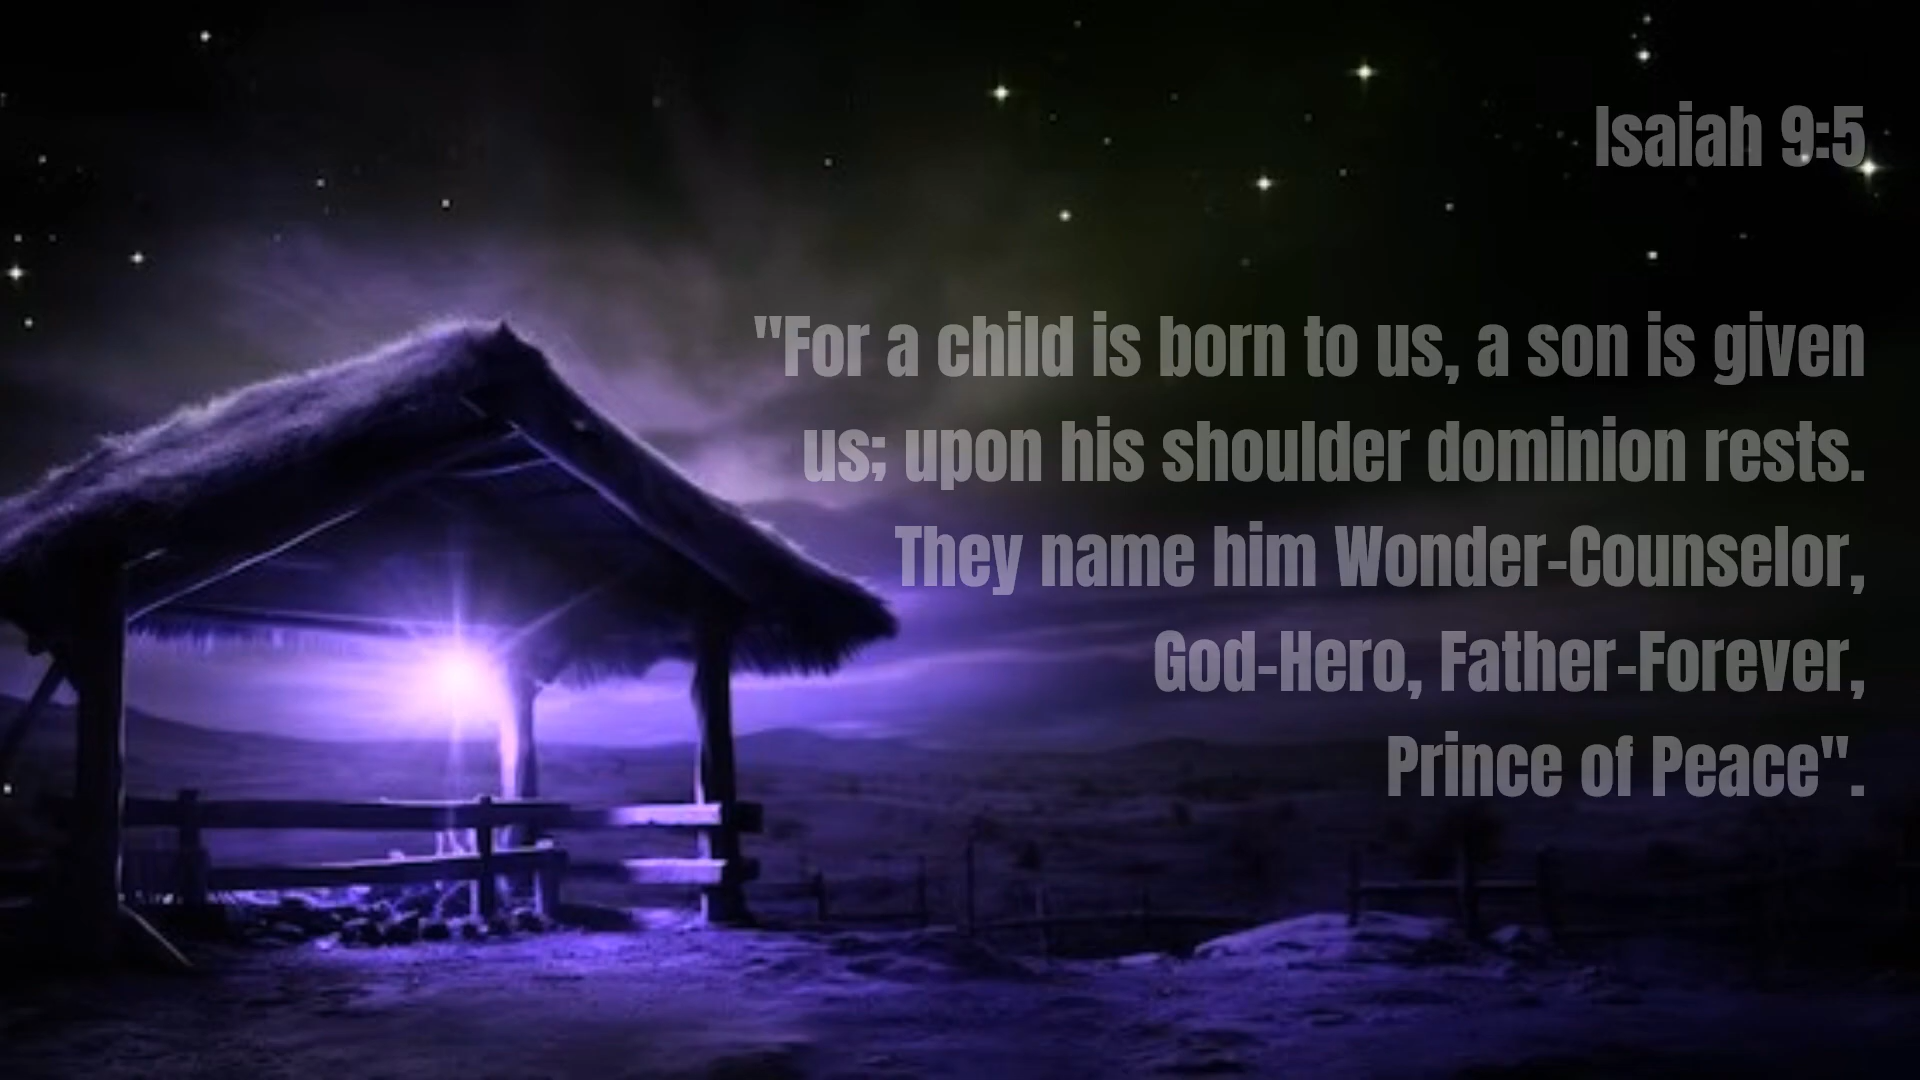 Isaiah 9:5
"For a child is born to us, a son is given
us; upon his shoulder dominion rests.
They name him Wonder-Counselor,
God-Hero, Father-Forever,
Prince of Peace".